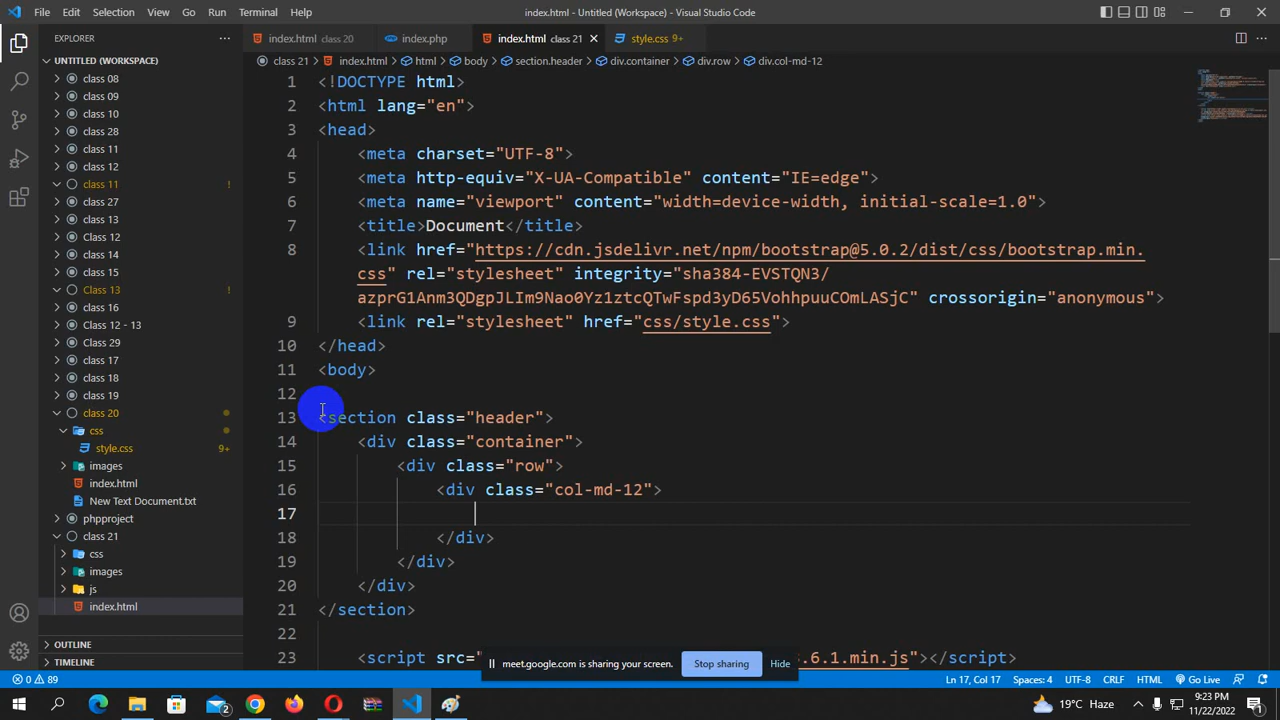 File Edit Selection View Go Run Terminal Help
index.html - Untitled (Workspace) - Visual Studio Code
EXPLORER
index.html class 20
index.php
index.html class 21
style.css 9+
class 21 > index.html > html > body > section.header > div.container > div.row > div.col-md-12
UNTITLED (WORKSPACE)
class 08
class 09
class 10
class 28
class 11
class 12
class 11 !
class 27
class 13
Class 12
class 14
class 15
Class 13 !
class 16
Class 12 - 13
Class 29
class 17
class 18
class 19
class 20
css
style.css 9+
images
index.html
New Text Document.txt
phpproject
class 21
css
images
js
index.html
OUTLINE
TIMELINE
1 <!DOCTYPE html>
2 <html lang="en">
3 <head>
4 <meta charset="UTF-8">
5 <meta http-equiv="X-UA-Compatible" content="IE=edge">
6 <meta name="viewport" content="width=device-width, initial-scale=1.0">
7 <title>Document</title>
8 <link href="https://cdn.jsdelivr.net/npm/bootstrap@5.0.2/dist/css/bootstrap.min.
css" rel="stylesheet" integrity="sha384-EVSTQN3/
azprG1Anm3QDgpJLIm9Nao0Yz1ztcQTwFspd3yD65VohhpuuCOmLASjC" crossorigin="anonymous">
9 <link rel="stylesheet" href="css/style.css">
10 </head>
11 <body>
12
13 <section class="header">
14 <div class="container">
15 <div class="row">
16 <div class="col-md-12">
17
18 </div>
19 </div>
20 </div>
21 </section>
22
23 <script src=" .6.1.min.js"></script>
meet.google.com is sharing your screen.
Stop sharing
Hide
0 89
Ln 17, Col 17 Spaces: 4 UTF-8 CRLF HTML Go Live
2
19°C Haze
9:23 PM
11/22/2022
1